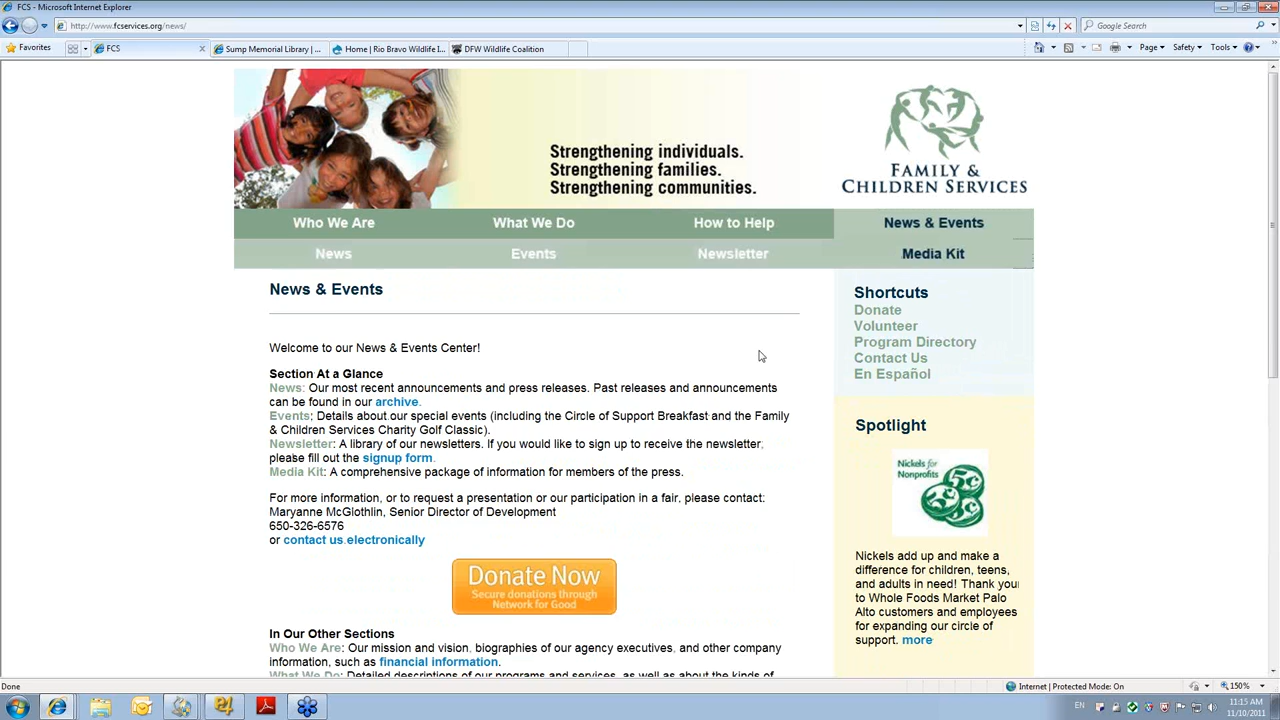 FCS - Microsoft Internet Explorer
http://www.fcservices.org/news/
Google Search
Favorites
FCS
Sump Memorial Library | ...
Home | Rio Bravo Wildlife I...
DFW Wildlife Coalition
Page
Safety
Tools
Strengthening individuals.
Strengthening families.
Strengthening communities.
FAMILY &
CHILDREN SERVICES
Who We Are
What We Do
How to Help
News & Events
News
Events
Newsletter
Media Kit
News & Events
Welcome to our News & Events Center!
Section At a Glance
News: Our most recent announcements and press releases. Past releases and announcements
can be found in our archive.
Events: Details about our special events (including the Circle of Support Breakfast and the Family
& Children Services Charity Golf Classic).
Newsletter: A library of our newsletters. If you would like to sign up to receive the newsletter,
please fill out the signup form.
Media Kit: A comprehensive package of information for members of the press.
For more information, or to request a presentation or our participation in a fair, please contact:
Maryanne McGlothlin, Senior Director of Development
650-326-6576
or contact us electronically
Donate Now
Secure donations through
Network for Good
In Our Other Sections
Who We Are: Our mission and vision, biographies of our agency executives, and other company
information, such as financial information.
What We Do: Detailed descriptions of our programs and services, as well as about the kinds of
Shortcuts
Donate
Volunteer
Program Directory
Contact Us
En Español
Spotlight
Nickels for
Nonprofits
5¢
5¢
5¢
Nickels add up and make a
difference for children, teens,
and adults in need! Thank you
to Whole Foods Market Palo
Alto customers and employees
for expanding our circle of
support. more
Done
Internet | Protected Mode: On
150%
EN
11:15 AM
11/10/2011